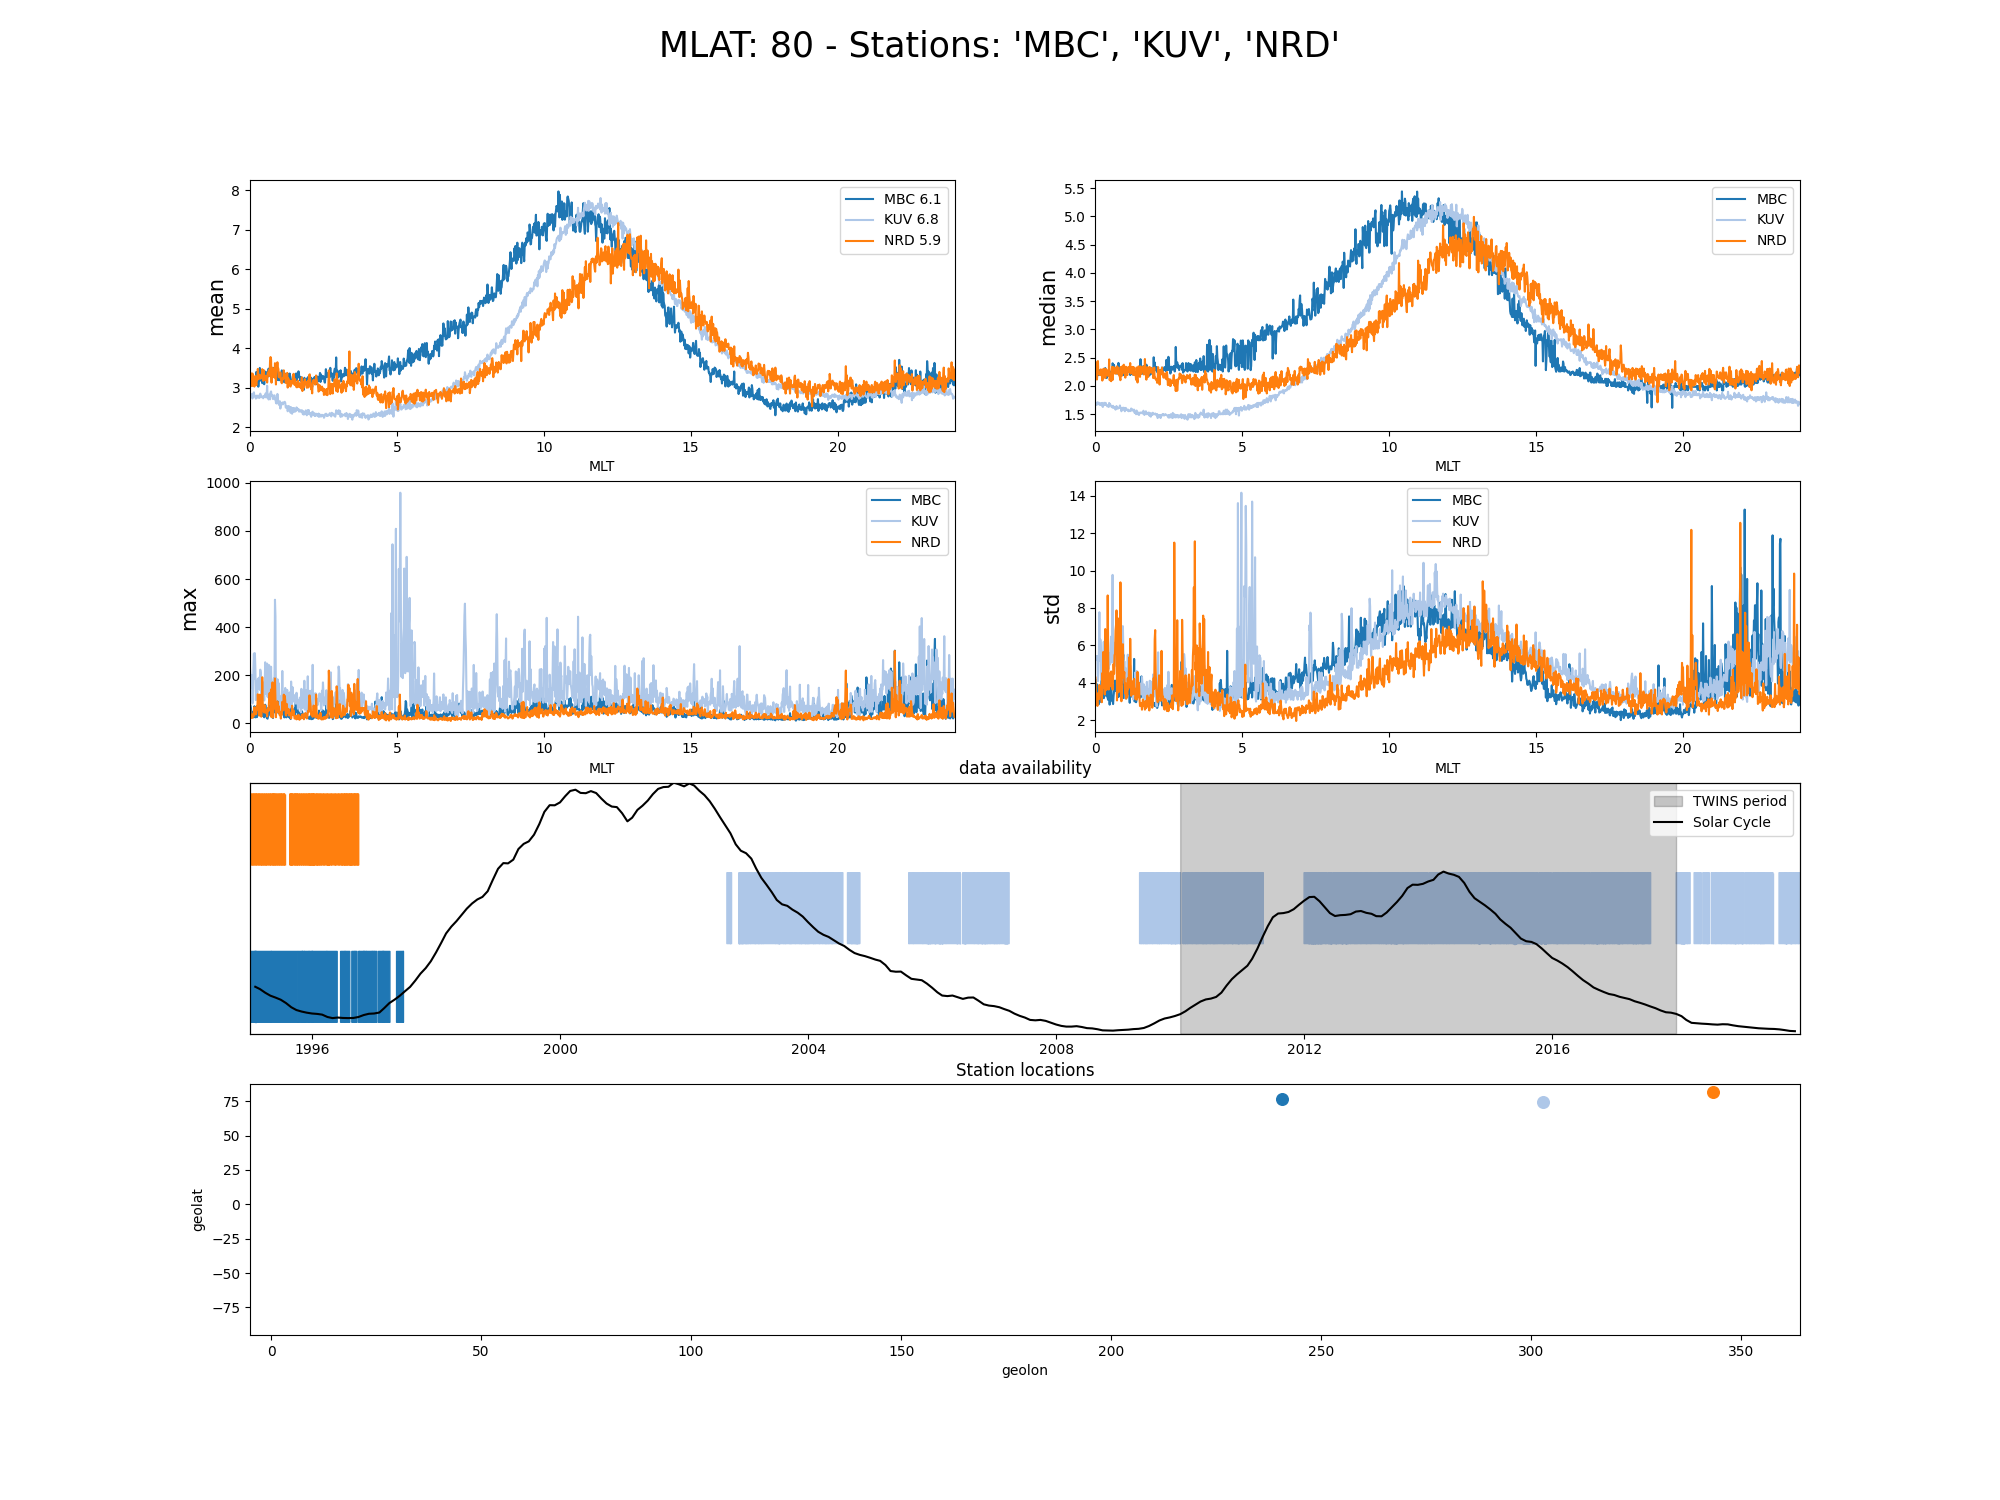 MLAT: 80 - Stations: 'MBC', 'KUV', 'NRD'
mean
8
7
6
5
4
3
2
MBC 6.1
KUV 6.8
NRD 5.9
0 5 10 15 20
MLT
median
5.5
5.0
4.5
4.0
3.5
3.0
2.5
2.0
1.5
MBC
KUV
NRD
0 5 10 15 20
MLT
max
1000
800
600
400
200
0
MBC
KUV
NRD
0 5 10 15 20
MLT
std
14
12
10
8
6
4
2
MBC
KUV
NRD
0 5 10 15 20
MLT
data availability
TWINS period
Solar Cycle
1996 2000 2004 2008 2012 2016
Station locations
geolat
75
50
25
0
−25
−50
−75
0 50 100 150 200 250 300 350
geolon